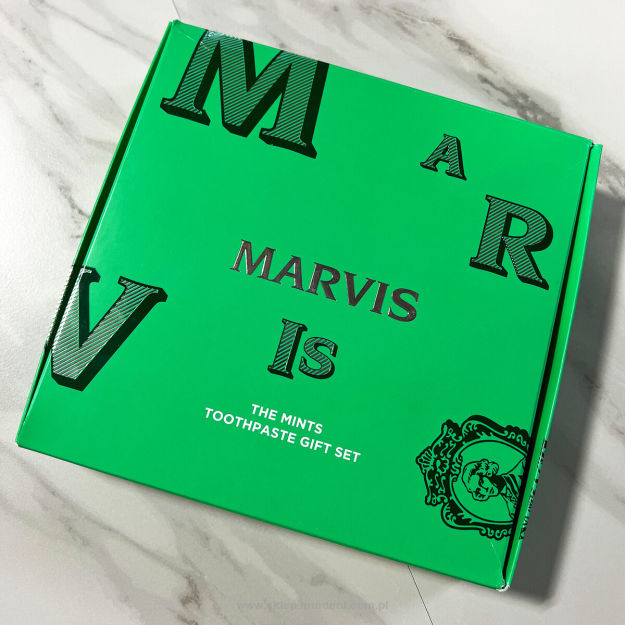 M
A
R
V
MARVIS
IS
THE MINTS
TOOTHPASTE GIFT SET